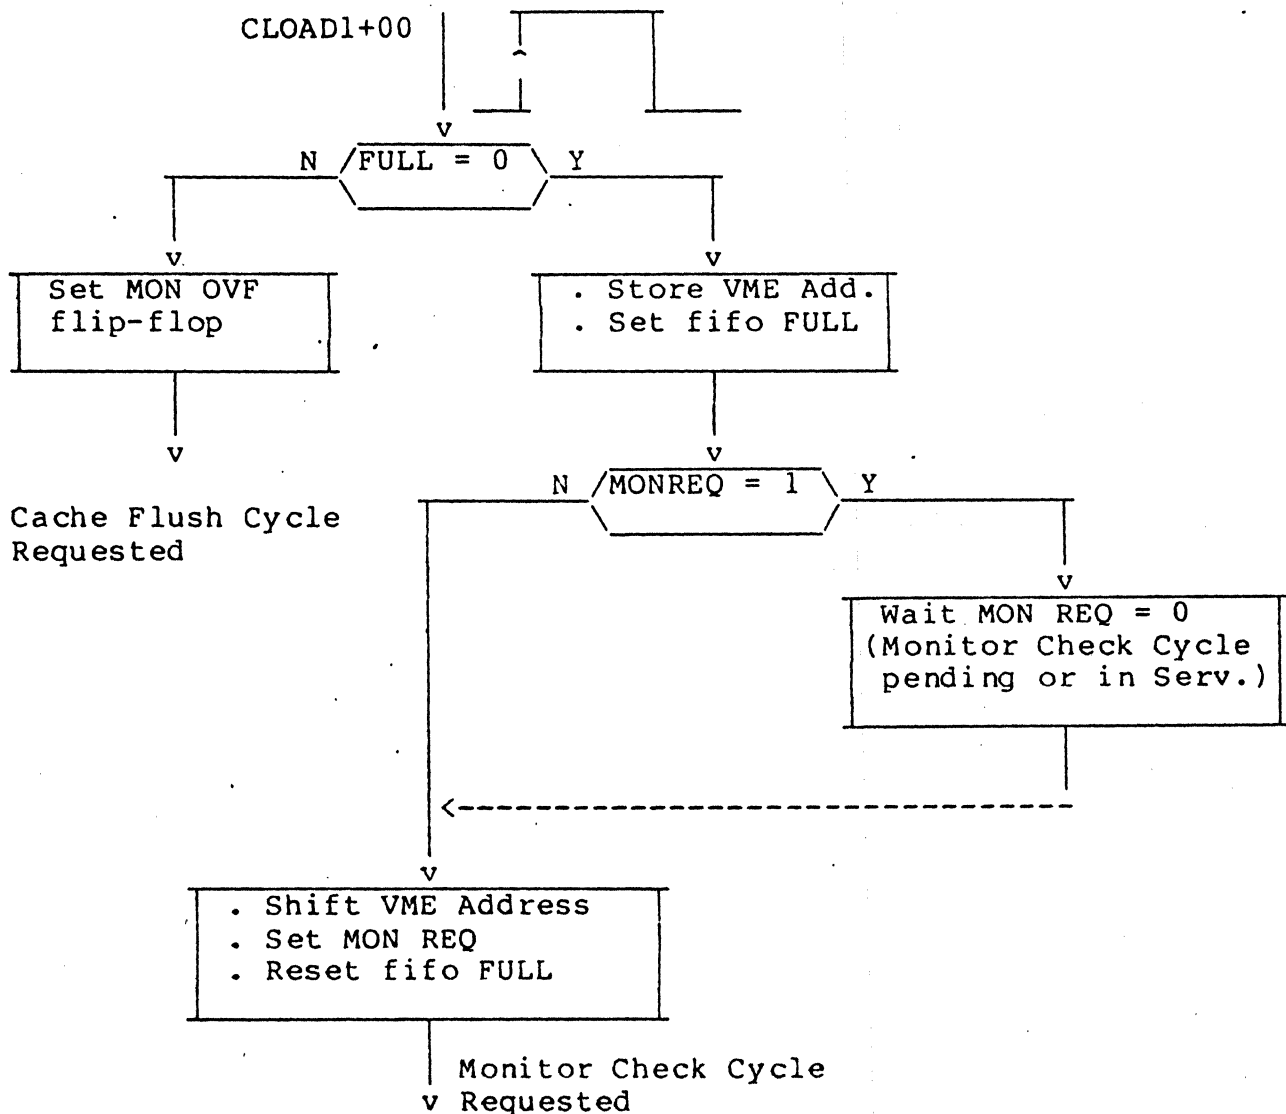 CLOAD1+00
N FULL = 0 Y
Set MON OVF
flip-flop
. Store VME Add.
. Set fifo FULL
N MONREQ = 1 Y
Cache Flush Cycle
Requested
Wait MON REQ = 0
(Monitor Check Cycle
pending or in Serv.)
. Shift VME Address
. Set MON REQ
. Reset fifo FULL
Monitor Check Cycle
Requested